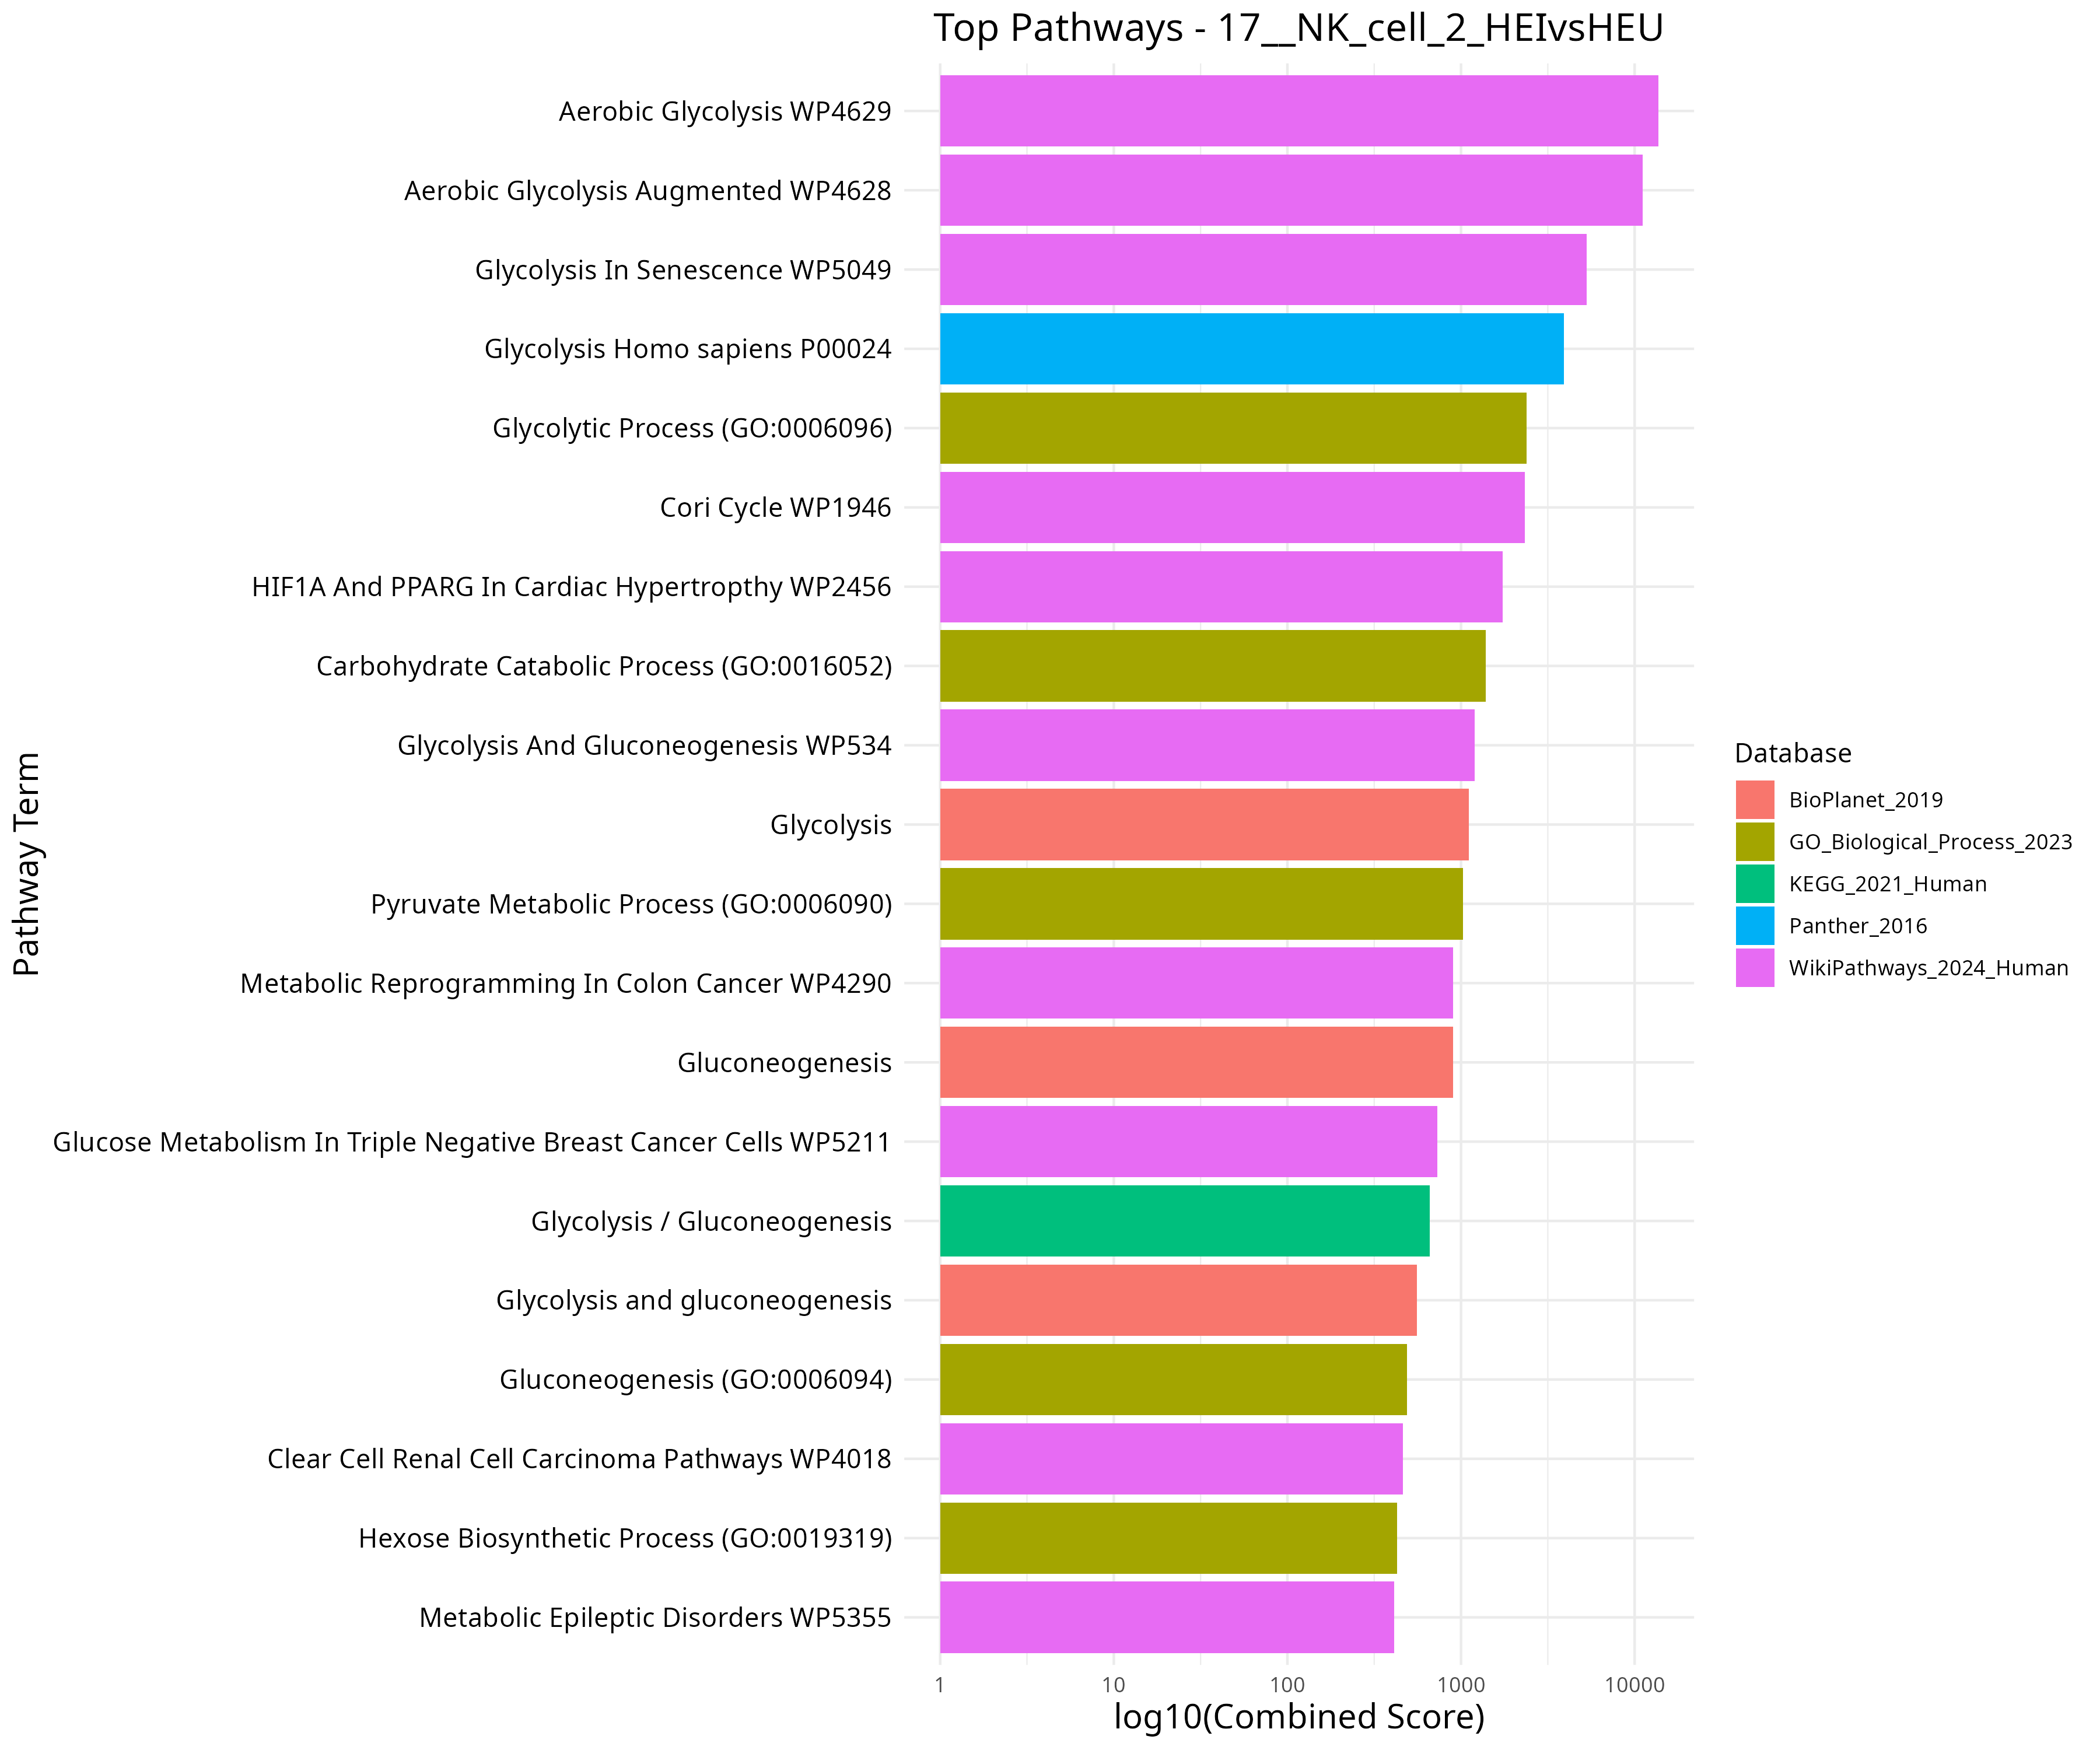 Top Pathways - 17__NK_cell_2_HEIvsHEU
Pathway Term
Aerobic Glycolysis WP4629
Aerobic Glycolysis Augmented WP4628
Glycolysis In Senescence WP5049
Glycolysis Homo sapiens P00024
Glycolytic Process (GO:0006096)
Cori Cycle WP1946
HIF1A And PPARG In Cardiac Hypertropthy WP2456
Carbohydrate Catabolic Process (GO:0016052)
Glycolysis And Gluconeogenesis WP534
Glycolysis
Pyruvate Metabolic Process (GO:0006090)
Metabolic Reprogramming In Colon Cancer WP4290
Gluconeogenesis
Glucose Metabolism In Triple Negative Breast Cancer Cells WP5211
Glycolysis / Gluconeogenesis
Glycolysis and gluconeogenesis
Gluconeogenesis (GO:0006094)
Clear Cell Renal Cell Carcinoma Pathways WP4018
Hexose Biosynthetic Process (GO:0019319)
Metabolic Epileptic Disorders WP5355
1 10 100 1000 10000
log10(Combined Score)
Database
BioPlanet_2019
GO_Biological_Process_2023
KEGG_2021_Human
Panther_2016
WikiPathways_2024_Human